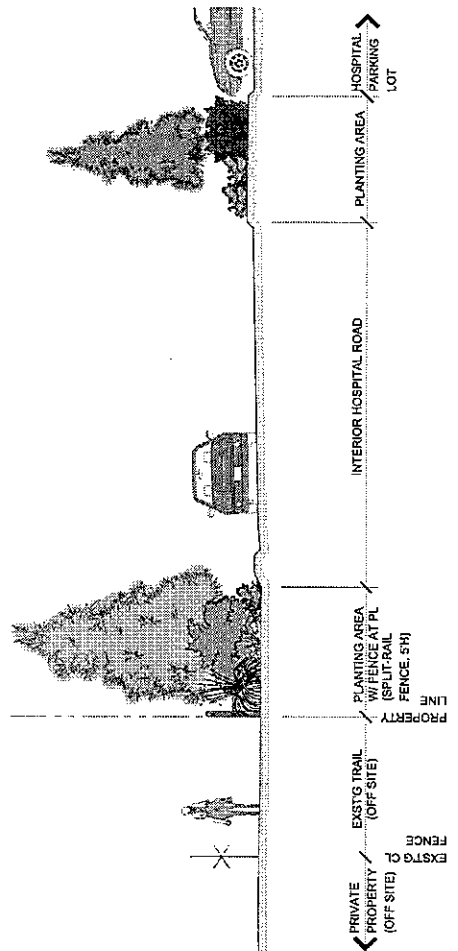 PRIVATE
PROPERTY
(OFF SITE)
EXST'G CL
FENCE
EXST'G TRAIL
(OFF SITE)
PROPERTY
LINE
PLANTING AREA
W/ FENCE AT PL
(SPLIT-RAIL
FENCE, 5'H)
INTERIOR HOSPITAL ROAD
PLANTING AREA
HOSPITAL
PARKING
LOT